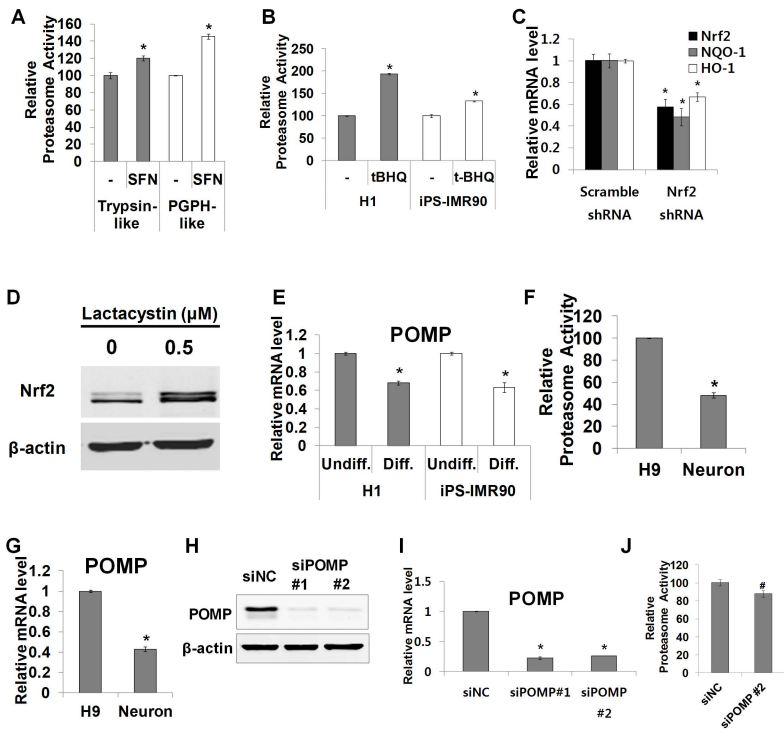 A
Relative
Proteasome Activity
160
140
120
100
80
60
40
20
0
*
*
- SFN - SFN
Trypsin-
like
PGPH-
like
B
Relative
Proteasome Activity
250
200
150
100
50
0
*
*
- tBHQ - t-BHQ
H1 iPS-IMR90
C
Relative mRNA level
1.2
1
0.8
0.6
0.4
0.2
0
Nrf2
NQO-1
HO-1
* * *
Scramble
shRNA
Nrf2
shRNA
D
Lactacystin (μM)
0 0.5
Nrf2
β-actin
E
POMP
Relative mRNA level
1.2
1
0.8
0.6
0.4
0.2
0
*
*
Undiff. Diff. Undiff. Diff.
H1 iPS-IMR90
F
Relative
Proteasome Activity
120
100
80
60
40
20
0
*
H9 Neuron
G
POMP
Relative mRNA level
1.2
1
0.8
0.6
0.4
0.2
0
*
H9 Neuron
H
siNC siPOMP
#1 #2
POMP
β-actin
I
POMP
Relative mRNA level
1.5
1
0.5
0
* *
siNC siPOMP#1 siPOMP
#2
J
Relative
Proteasome Activity
120
100
80
60
40
20
0
#
siNC
siPOMP #2